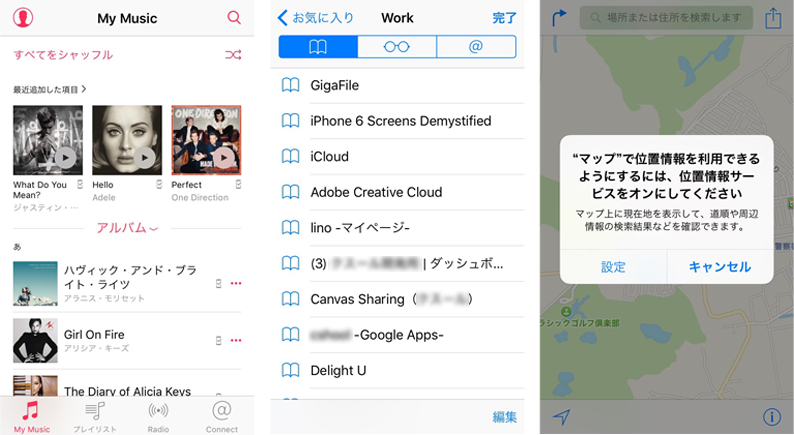 My Music
すべてをシャッフル
最近追加した項目
What Do You
Mean?
ジャスティン・…
Hello
Adele
ONE DIRECTION
Perfect
One Direction
アルバム
あ
ハヴィック・アンド・ブラ
イト・ライツ
アラニス・モリセット
Girl On Fire
アリシア・キーズ
The Diary of Alicia Keys
My Music
プレイリスト
Radio
Connect
お気に入り
Work
完了
GigaFile
iPhone 6 Screens Demystified
iCloud
Adobe Creative Cloud
lino -マイページ-
(3) | ダッシュボ…
Canvas Sharing（ ）
-Google Apps-
Delight U
編集
場所または住所を検索します
“マップ”で位置情報を利用できる
ようにするには、位置情報サー
ビスをオンにしてください
マップ上に現在地を表示して、道順や周辺
情報の検索結果などを確認できます。
設定
キャンセル
ラシックゴルフ倶楽部